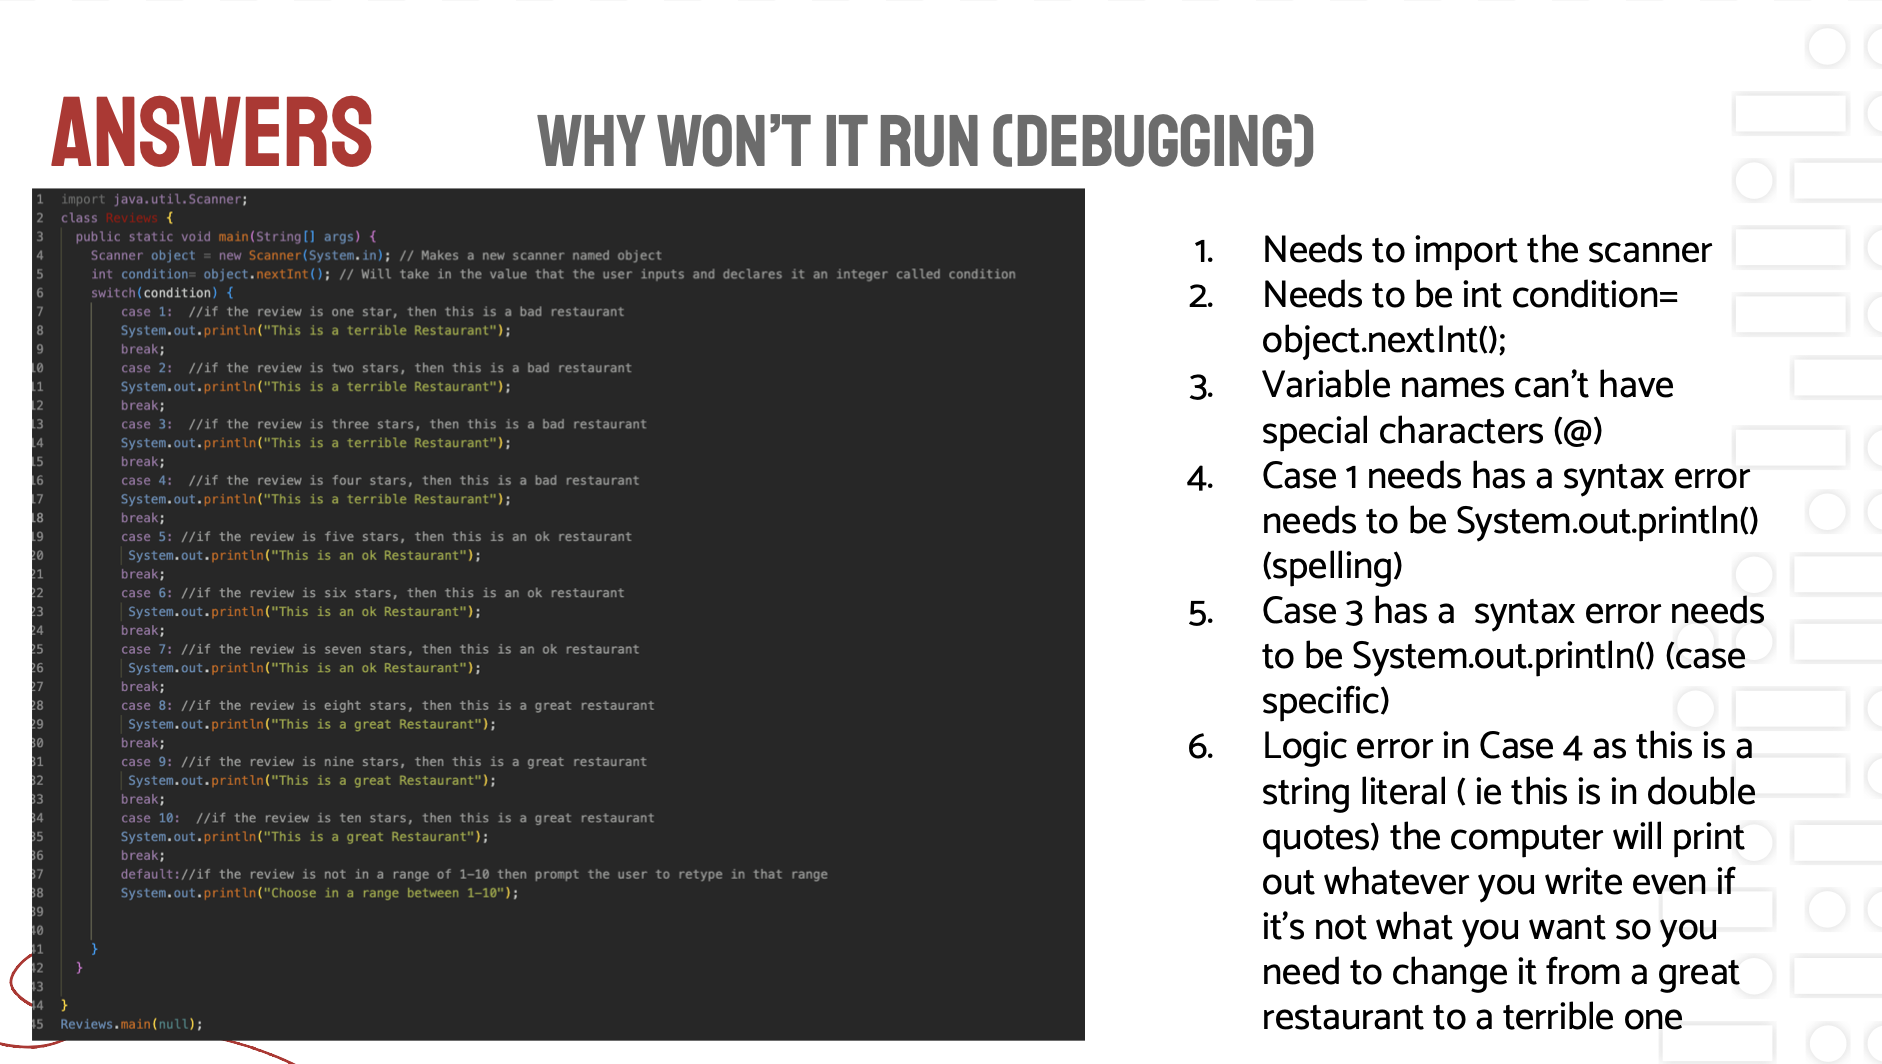 ANSWERS
WHY WON'T IT RUN (DEBUGGING)
1 import java.util.Scanner;
2 class Reviews {
3 public static void main(String[] args) {
4 Scanner object = new Scanner(System.in); // Makes a new scanner named object
5 int condition= object.nextInt(); // Will take in the value that the user inputs and declares it an integer called condition
6 switch(condition) {
7 case 1: //if the review is one star, then this is a bad restaurant
8 System.out.println("This is a terrible Restaurant");
9 break;
10 case 2: //if the review is two stars, then this is a bad restaurant
11 System.out.println("This is a terrible Restaurant");
12 break;
13 case 3: //if the review is three stars, then this is a bad restaurant
14 System.out.println("This is a terrible Restaurant");
15 break;
16 case 4: //if the review is four stars, then this is a bad restaurant
17 System.out.println("This is a terrible Restaurant");
18 break;
19 case 5: //if the review is five stars, then this is an ok restaurant
20 System.out.println("This is an ok Restaurant");
21 break;
22 case 6: //if the review is six stars, then this is an ok restaurant
23 System.out.println("This is an ok Restaurant");
24 break;
25 case 7: //if the review is seven stars, then this is an ok restaurant
26 System.out.println("This is an ok Restaurant");
27 break;
28 case 8: //if the review is eight stars, then this is a great restaurant
29 System.out.println("This is a great Restaurant");
30 break;
31 case 9: //if the review is nine stars, then this is a great restaurant
32 System.out.println("This is a great Restaurant");
33 break;
34 case 10: //if the review is ten stars, then this is a great restaurant
35 System.out.println("This is a great Restaurant");
36 break;
37 default://if the review is not in a range of 1-10 then prompt the user to retype in that range
38 System.out.println("Choose in a range between 1-10");
39
40
41 }
42 }
43
44 }
45 Reviews.main(null);
1. Needs to import the scanner
2. Needs to be int condition=
object.nextInt();
3. Variable names can't have
special characters (@)
4. Case 1 needs has a syntax error
needs to be System.out.println()
(spelling)
5. Case 3 has a syntax error needs
to be System.out.println() (case
specific)
6. Logic error in Case 4 as this is a
string literal ( ie this is in double
quotes) the computer will print
out whatever you write even if
it's not what you want so you
need to change it from a great
restaurant to a terrible one